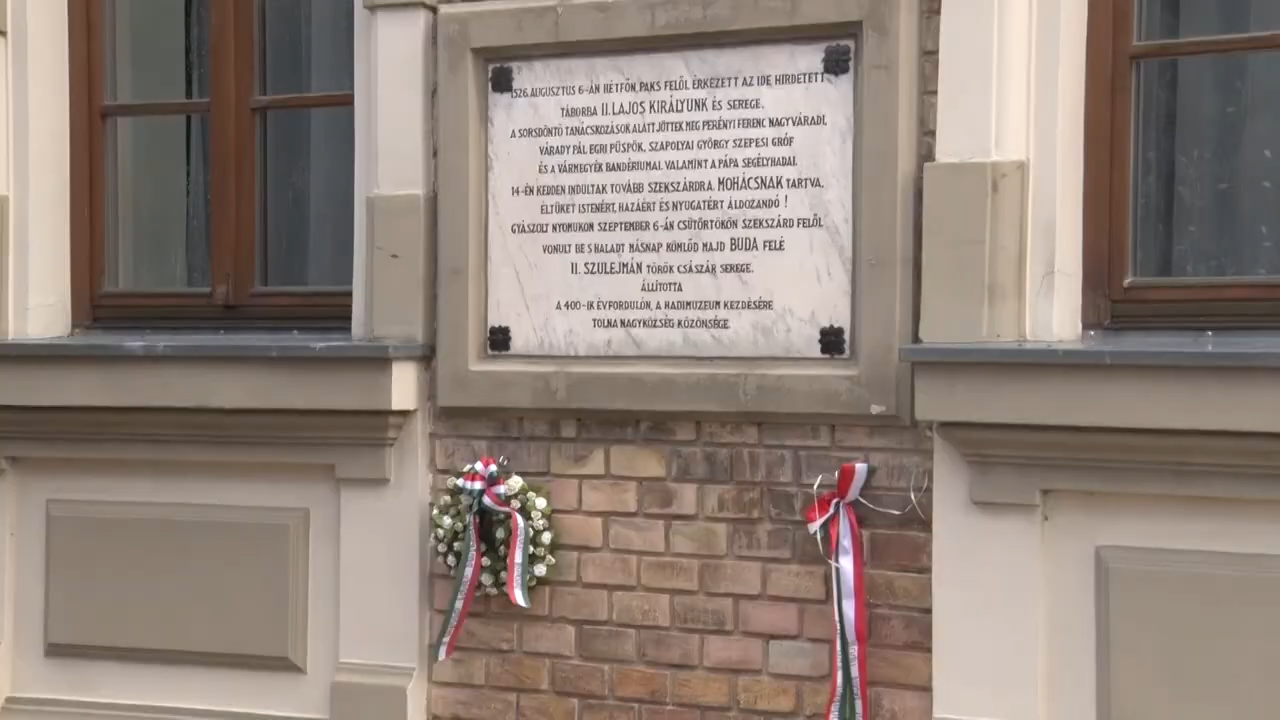 1526. AUGUSZTUS 6-ÁN HÉTFŐN, PAKS FELŐL ÉRKEZETT AZ IDE HIRDETETT
TÁBORBA II. LAJOS KIRÁLYUNK ÉS SEREGE.
A SORSDÖNTŐ TANÁCSKOZÁSOK ALATT JÖTTEK MEG PERÉNYI FERENC NAGYVÁRADI,
VÁRADY PÁL EGRI PÜSPÖK, SZAPOLYAI GYÖRGY SZEPESI GRÓF
ÉS A VÁRMEGYÉK BANDÉRIUMAI, VALAMINT A PÁPA SEGÉLYHADAI.
14-ÉN KEDDEN INDULTAK TOVÁBB SZEKSZÁRDRA, MOHÁCSNAK TARTVA,
ÉLTÜKET ISTENÉRT, HAZÁÉRT ÉS NYUGATÉRT ÁLDOZANDÓ !
GYÁSZOLT NYOMUKON SZEPTEMBER 6-ÁN CSÜTÖRTÖKÖN SZEKSZÁRD FELŐL
VONULT BE S HALADT MÁSNAP KÖMLŐD MAJD BUDA FELÉ
II. SZULEJMÁN TÖRÖK CSÁSZÁR SEREGE.
ÁLLÍTOTTA
A 400-IK ÉVFORDULÓN, A HADIMUZEUM KEZDÉSÉRE
TOLNA NAGYKÖZSÉG KÖZÖNSÉGE.